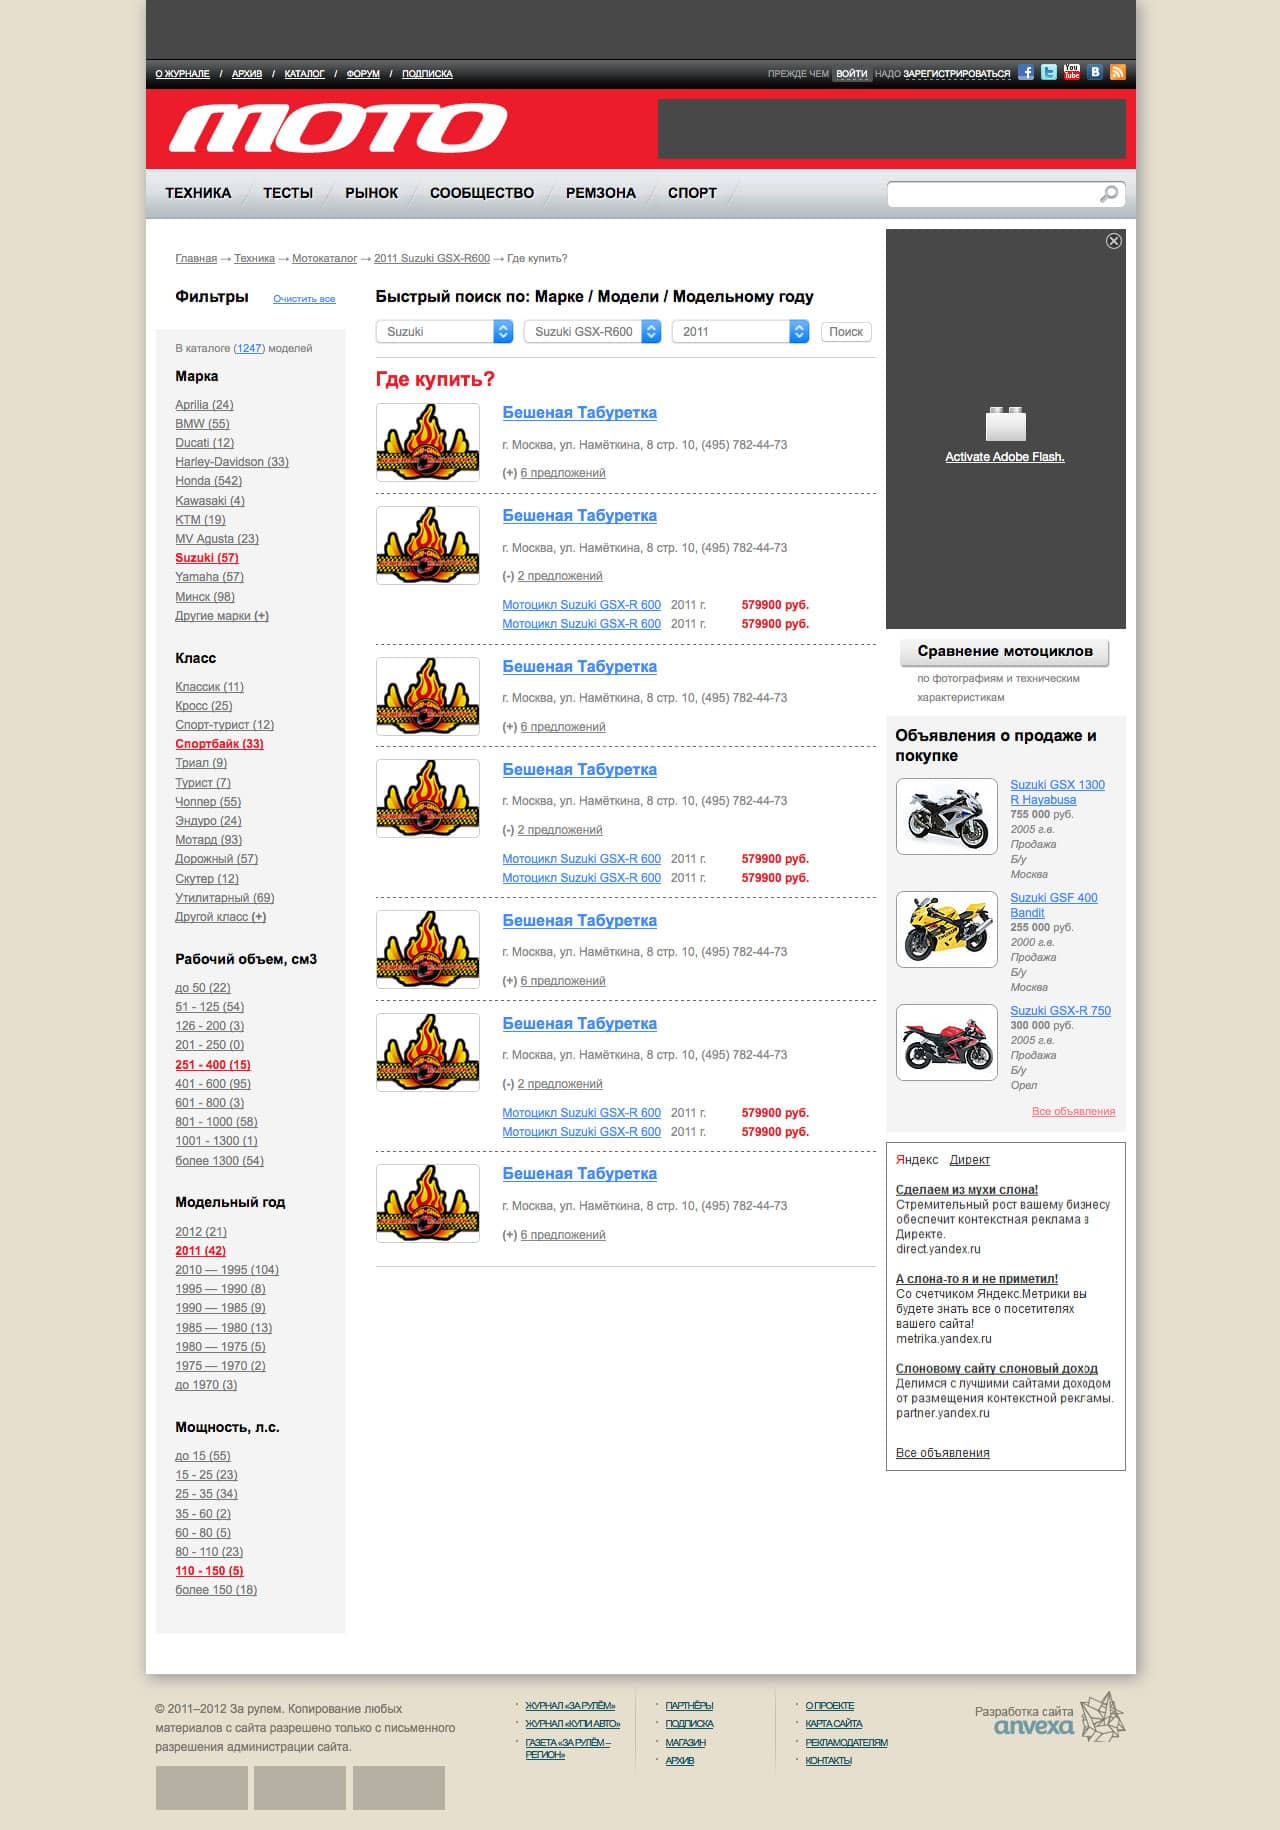 О ЖУРНАЛЕ / АРХИВ / КАТАЛОГ / ФОРУМ / ПОДПИСКА
ПРЕЖДЕ ЧЕМ ВОЙТИ НАДО ЗАРЕГИСТРИРОВАТЬСЯ
You Tube
мото
ТЕХНИКА ТЕСТЫ РЫНОК СООБЩЕСТВО РЕМЗОНА СПОРТ
Главная → Техника → Мотокаталог → 2011 Suzuki GSX-R600 → Где купить?
Фильтры Очистить все
В каталоге (1247) моделей
Марка
Aprilia (24)
BMW (55)
Ducati (12)
Harley-Davidson (33)
Honda (542)
Kawasaki (4)
KTM (19)
MV Agusta (23)
Suzuki (57)
Yamaha (57)
Минск (98)
Другие марки (+)
Класс
Классик (11)
Кросс (25)
Спорт-турист (12)
Спортбайк (33)
Триал (9)
Турист (7)
Чоппер (55)
Эндуро (24)
Мотард (93)
Дорожный (57)
Скутер (12)
Утилитарный (69)
Другой класс (+)
Рабочий объем, см3
до 50 (22)
51 - 125 (54)
126 - 200 (3)
201 - 250 (0)
251 - 400 (15)
401 - 600 (95)
601 - 800 (3)
801 - 1000 (58)
1001 - 1300 (1)
более 1300 (54)
Модельный год
2012 (21)
2011 (42)
2010 — 1995 (104)
1995 — 1990 (8)
1990 — 1985 (9)
1985 — 1980 (13)
1980 — 1975 (5)
1975 — 1970 (2)
до 1970 (3)
Мощность, л.с.
до 15 (55)
15 - 25 (23)
25 - 35 (34)
35 - 60 (2)
60 - 80 (5)
80 - 110 (23)
110 - 150 (5)
более 150 (18)
Быстрый поиск по: Марке / Модели / Модельному году
Suzuki Suzuki GSX-R600 2011 Поиск
Где купить?
Бешеная Табуретка
г. Москва, ул. Намёткина, 8 стр. 10, (495) 782-44-73
(+) 6 предложений
Бешеная Табуретка
г. Москва, ул. Намёткина, 8 стр. 10, (495) 782-44-73
(-) 2 предложений
Мотоцикл Suzuki GSX-R 600 2011 г. 579900 руб.
Мотоцикл Suzuki GSX-R 600 2011 г. 579900 руб.
Бешеная Табуретка
г. Москва, ул. Намёткина, 8 стр. 10, (495) 782-44-73
(+) 6 предложений
Бешеная Табуретка
г. Москва, ул. Намёткина, 8 стр. 10, (495) 782-44-73
(-) 2 предложений
Мотоцикл Suzuki GSX-R 600 2011 г. 579900 руб.
Мотоцикл Suzuki GSX-R 600 2011 г. 579900 руб.
Бешеная Табуретка
г. Москва, ул. Намёткина, 8 стр. 10, (495) 782-44-73
(+) 6 предложений
Бешеная Табуретка
г. Москва, ул. Намёткина, 8 стр. 10, (495) 782-44-73
(-) 2 предложений
Мотоцикл Suzuki GSX-R 600 2011 г. 579900 руб.
Мотоцикл Suzuki GSX-R 600 2011 г. 579900 руб.
Бешеная Табуретка
г. Москва, ул. Намёткина, 8 стр. 10, (495) 782-44-73
(+) 6 предложений
Activate Adobe Flash.
Сравнение мотоциклов
по фотографиям и техническим
характеристикам
Объявления о продаже и
покупке
Suzuki GSX 1300
R Hayabusa
755 000 руб.
2005 г.в.
Продажа
Б/у
Москва
Suzuki GSF 400
Bandit
255 000 руб.
2000 г.в.
Продажа
Б/у
Москва
Suzuki GSX-R 750
300 000 руб.
2005 г.в.
Продажа
Б/у
Орел
Все объявления
Яндекс Директ
Сделаем из мухи слона!
Стремительный рост вашему бизнесу
обеспечит контекстная реклама в
Директе.
direct.yandex.ru
А слона-то я и не приметил!
Со счетчиком Яндекс.Метрики вы
будете знать все о посетителях
вашего сайта!
metrika.yandex.ru
Слоновому сайту слоновый доход
Делимся с лучшими сайтами доходом
от размещения контекстной рекламы.
partner.yandex.ru
Все объявления
© 2011–2012 За рулем. Копирование любых
материалов с сайта разрешено только с письменного
разрешения администрации сайта.
ЖУРНАЛ «ЗА РУЛЁМ»
ЖУРНАЛ «КУПИ АВТО»
ГАЗЕТА «ЗА РУЛЁМ –
РЕГИОН»
ПАРТНЁРЫ
ПОДПИСКА
МАГАЗИН
АРХИВ
О ПРОЕКТЕ
КАРТА САЙТА
РЕКЛАМОДАТЕЛЯМ
КОНТАКТЫ
Разработка сайта
anvexa